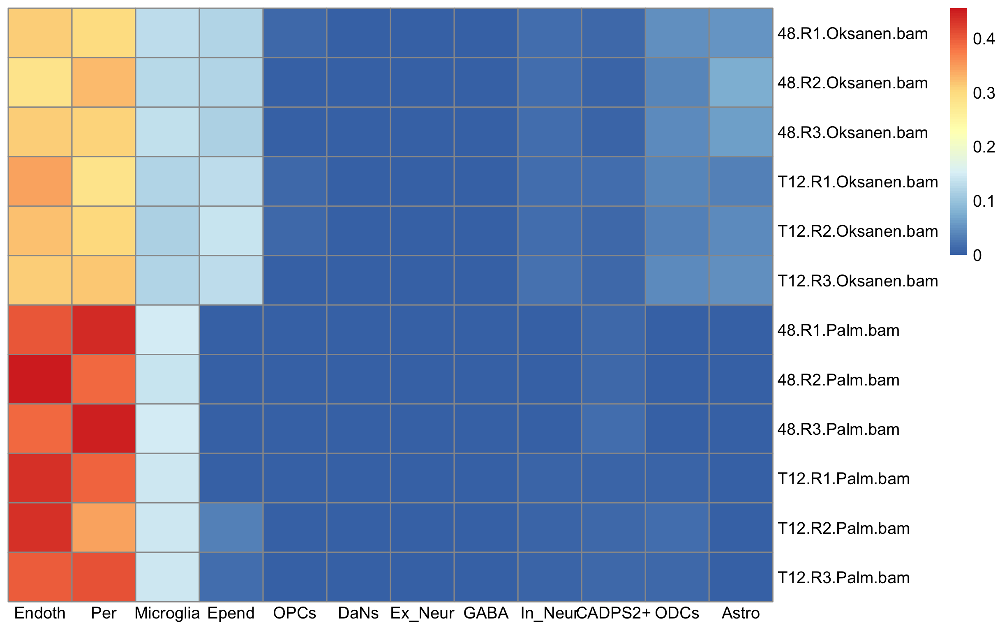 48.R1.Oksanen.bam
48.R2.Oksanen.bam
48.R3.Oksanen.bam
T12.R1.Oksanen.bam
T12.R2.Oksanen.bam
T12.R3.Oksanen.bam
48.R1.Palm.bam
48.R2.Palm.bam
48.R3.Palm.bam
T12.R1.Palm.bam
T12.R2.Palm.bam
T12.R3.Palm.bam
0.4
0.3
0.2
0.1
0
Endoth Per Microglia Epend OPCs DaNs Ex_Neur GABA In_Neur CADPS2+ ODCs Astro